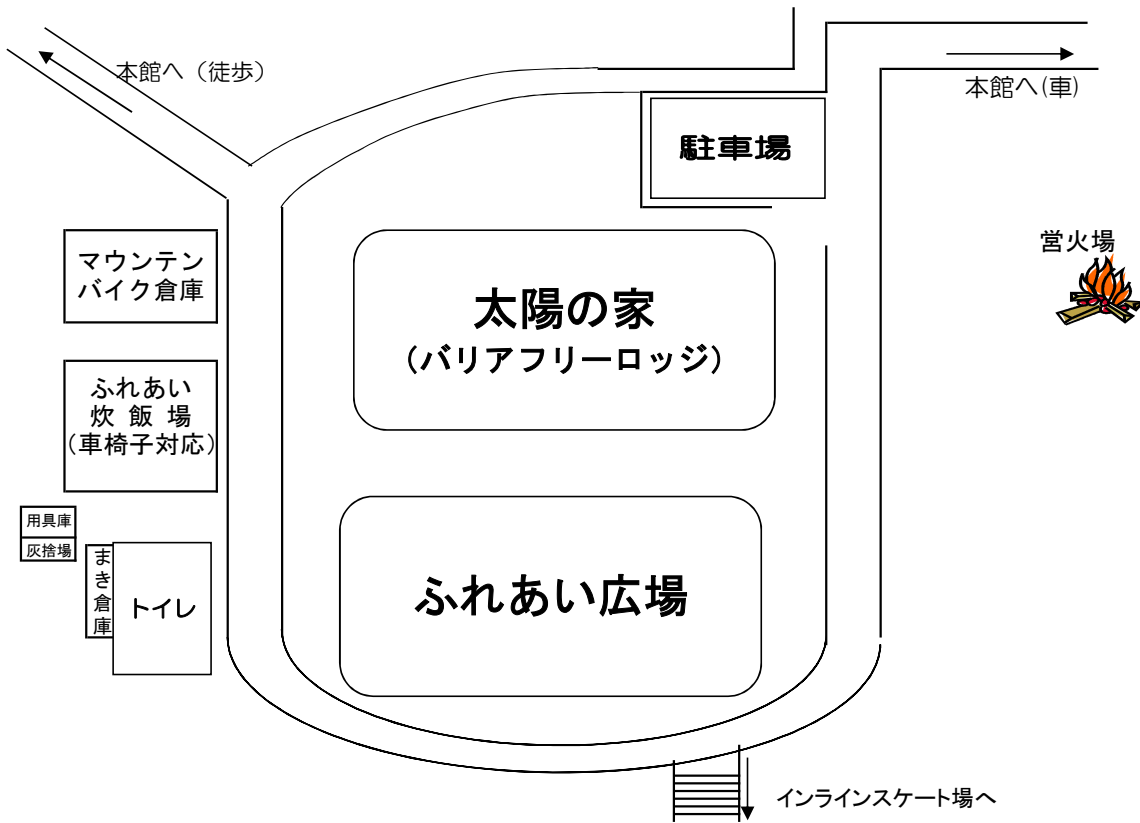 本館へ（徒歩）
本館へ(車)
駐車場
営火場
マウンテン
バイク倉庫
太陽の家
（バリアフリーロッジ）
ふれあい
炊 飯 場
（車椅子対応）
用具庫
灰捨場
まき倉庫
トイレ
ふれあい広場
インラインスケート場へ